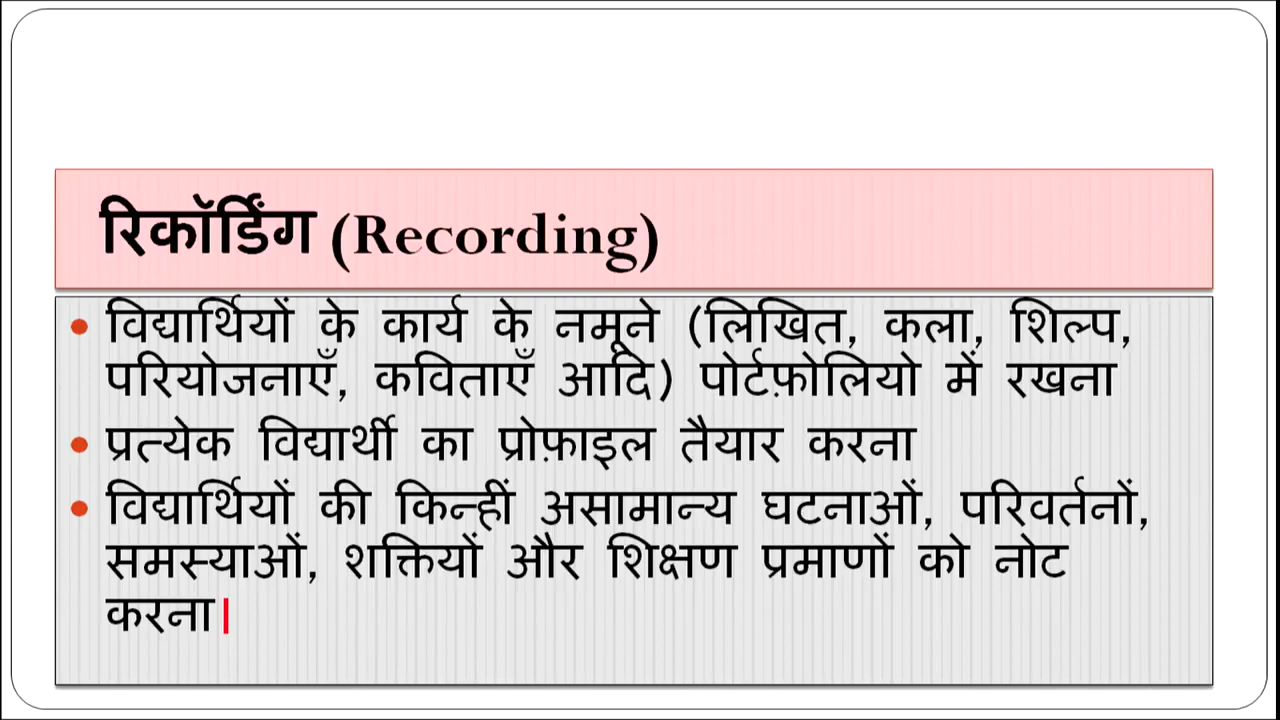 रिकॉर्डिंग (Recording)
• विद्यार्थियों के कार्य के नमूने (लिखित, कला, शिल्प,
परियोजनाएँ, कविताएँ आदि) पोर्टफ़ोलियो में रखना
• प्रत्येक विद्यार्थी का प्रोफ़ाइल तैयार करना
• विद्यार्थियों की किन्हीं असामान्य घटनाओं, परिवर्तनों,
समस्याओं, शक्तियों और शिक्षण प्रमाणों को नोट
करना।